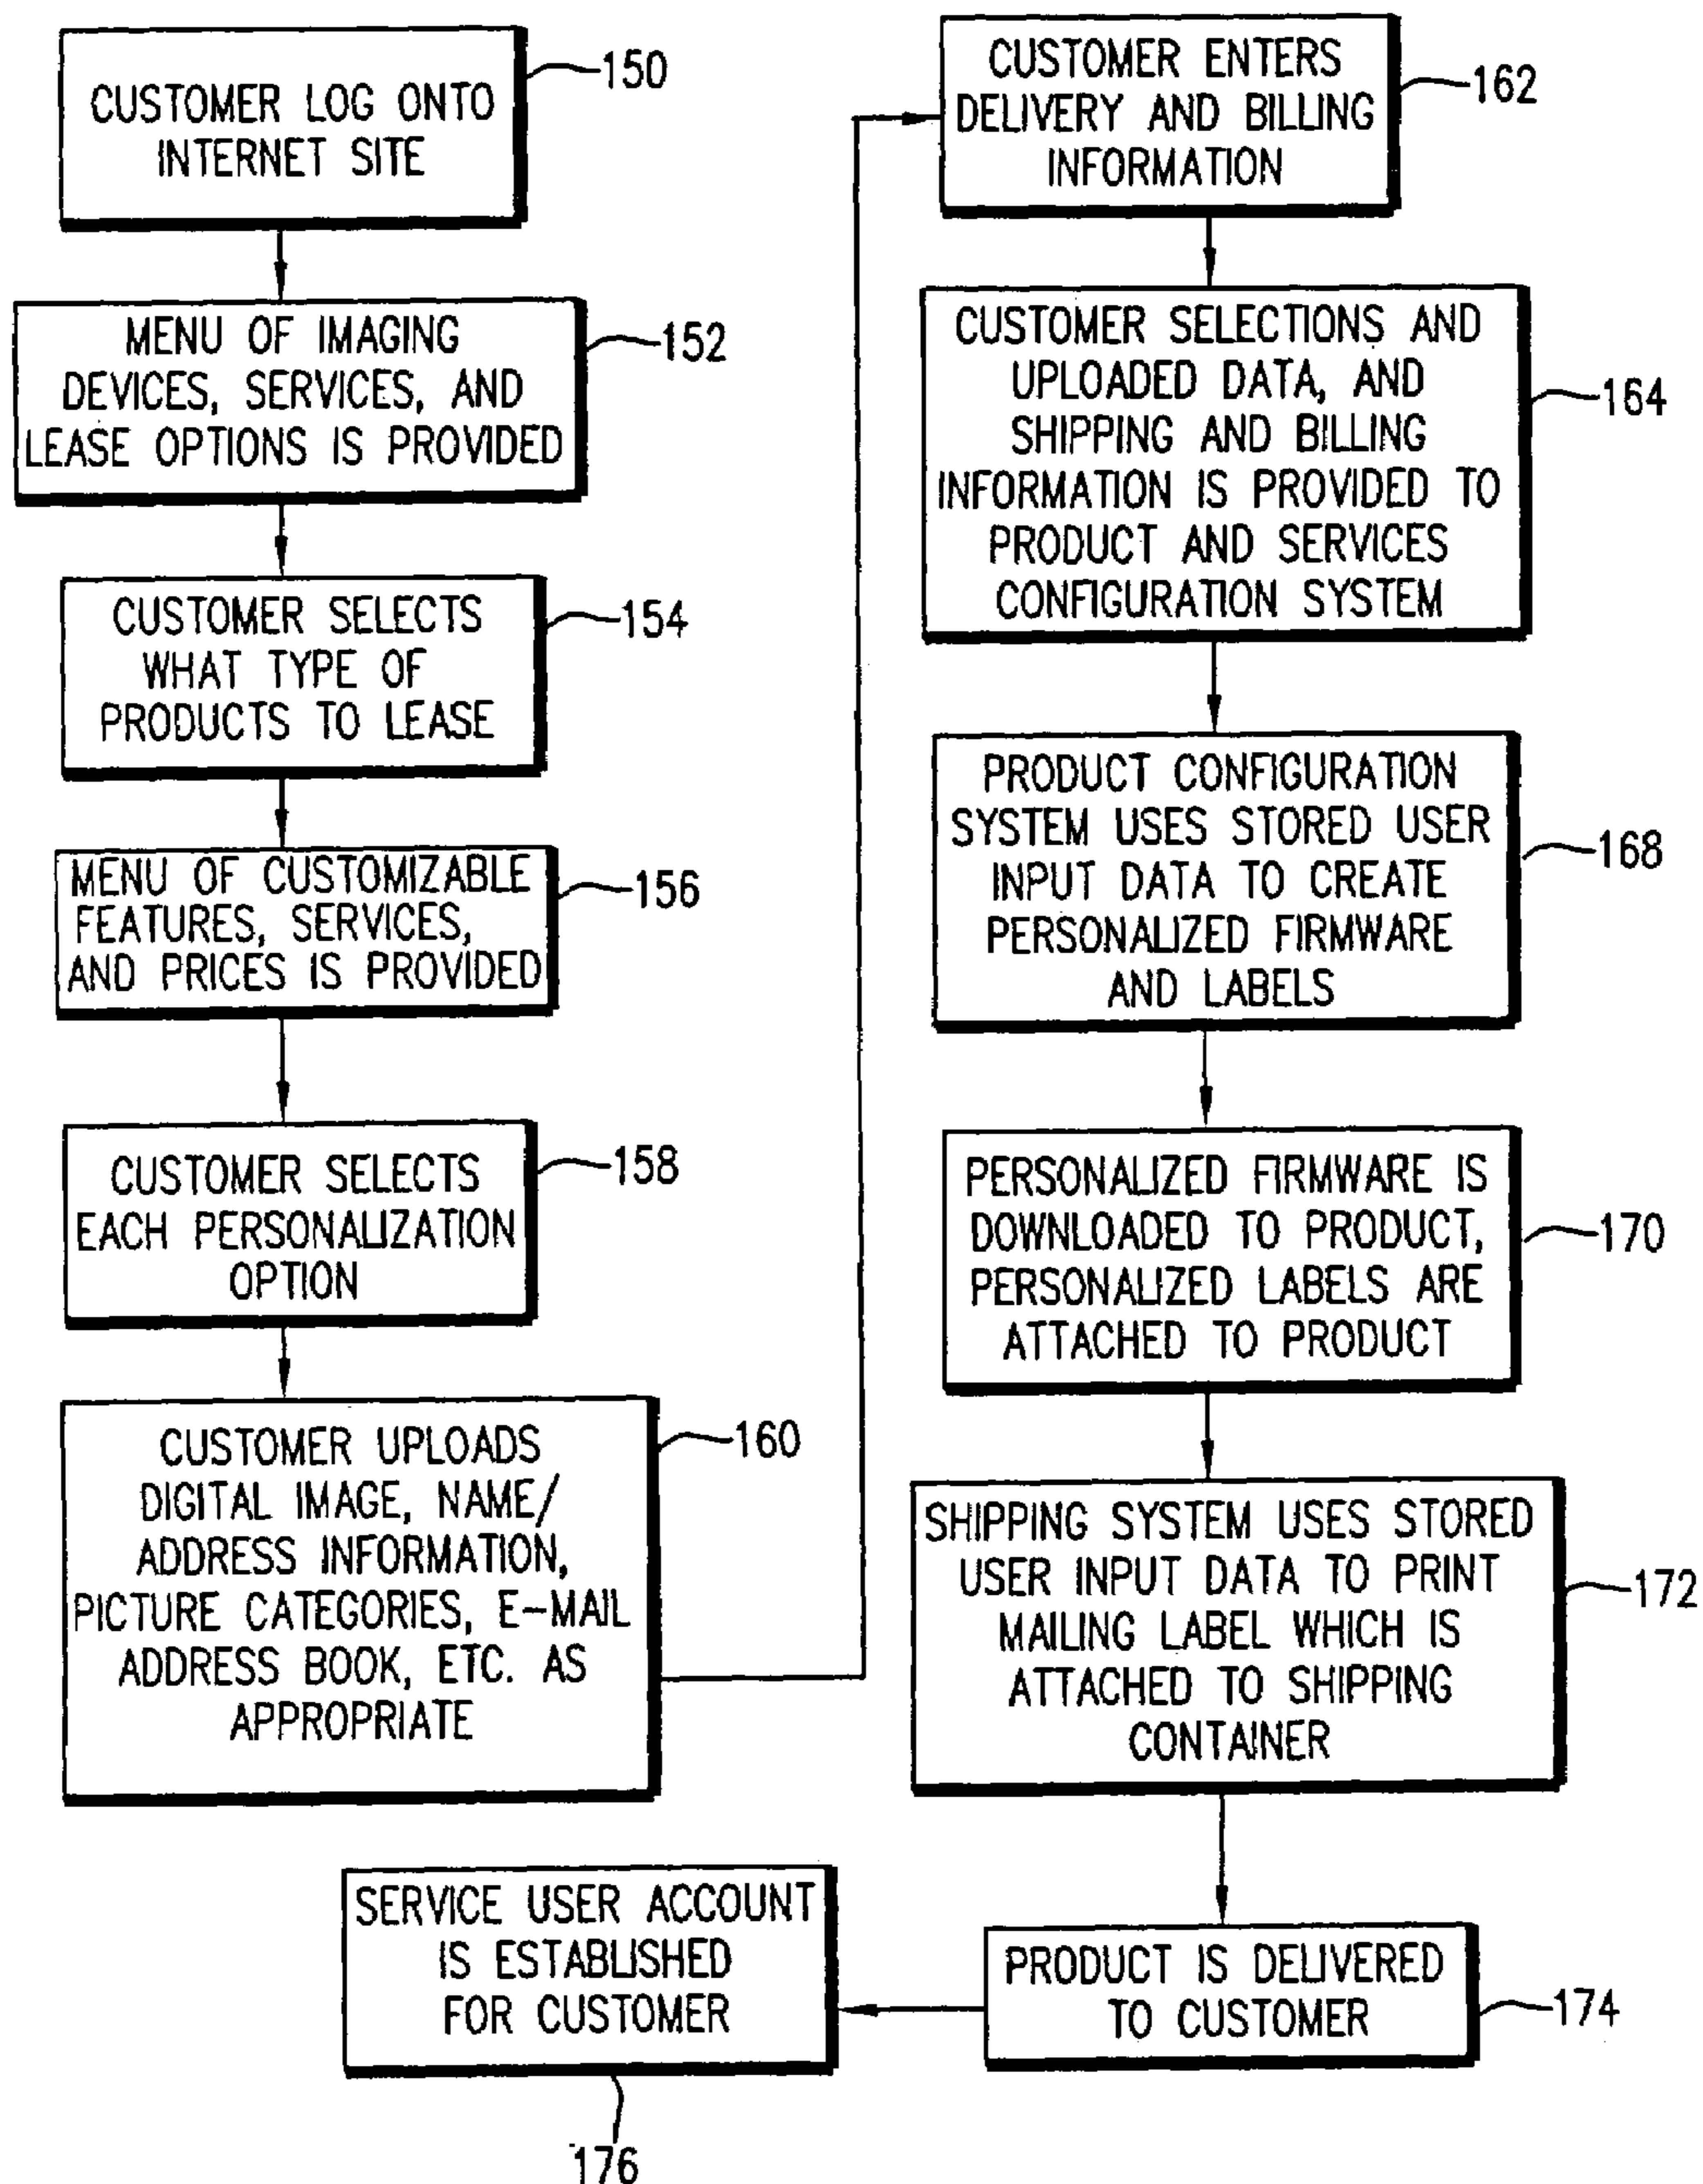 CUSTOMER LOG ONTO
INTERNET SITE
150
MENU OF IMAGING
DEVICES, SERVICES, AND
LEASE OPTIONS IS PROVIDED
152
CUSTOMER SELECTS
WHAT TYPE OF
PRODUCTS TO LEASE
154
MENU OF CUSTOMIZABLE
FEATURES, SERVICES,
AND PRICES IS PROVIDED
156
CUSTOMER SELECTS
EACH PERSONALIZATION
OPTION
158
CUSTOMER UPLOADS
DIGITAL IMAGE, NAME/
ADDRESS INFORMATION,
PICTURE CATEGORIES, E-MAIL
ADDRESS BOOK, ETC. AS
APPROPRIATE
160
CUSTOMER ENTERS
DELIVERY AND BILLING
INFORMATION
162
CUSTOMER SELECTIONS AND
UPLOADED DATA, AND
SHIPPING AND BILLING
INFORMATION IS PROVIDED TO
PRODUCT AND SERVICES
CONFIGURATION SYSTEM
164
PRODUCT CONFIGURATION
SYSTEM USES STORED USER
INPUT DATA TO CREATE
PERSONALIZED FIRMWARE
AND LABELS
168
PERSONALIZED FIRMWARE IS
DOWNLOADED TO PRODUCT,
PERSONALIZED LABELS ARE
ATTACHED TO PRODUCT
170
SHIPPING SYSTEM USES STORED
USER INPUT DATA TO PRINT
MAILING LABEL WHICH IS
ATTACHED TO SHIPPING
CONTAINER
172
PRODUCT IS DELIVERED
TO CUSTOMER
174
SERVICE USER ACCOUNT
IS ESTABLISHED
FOR CUSTOMER
176